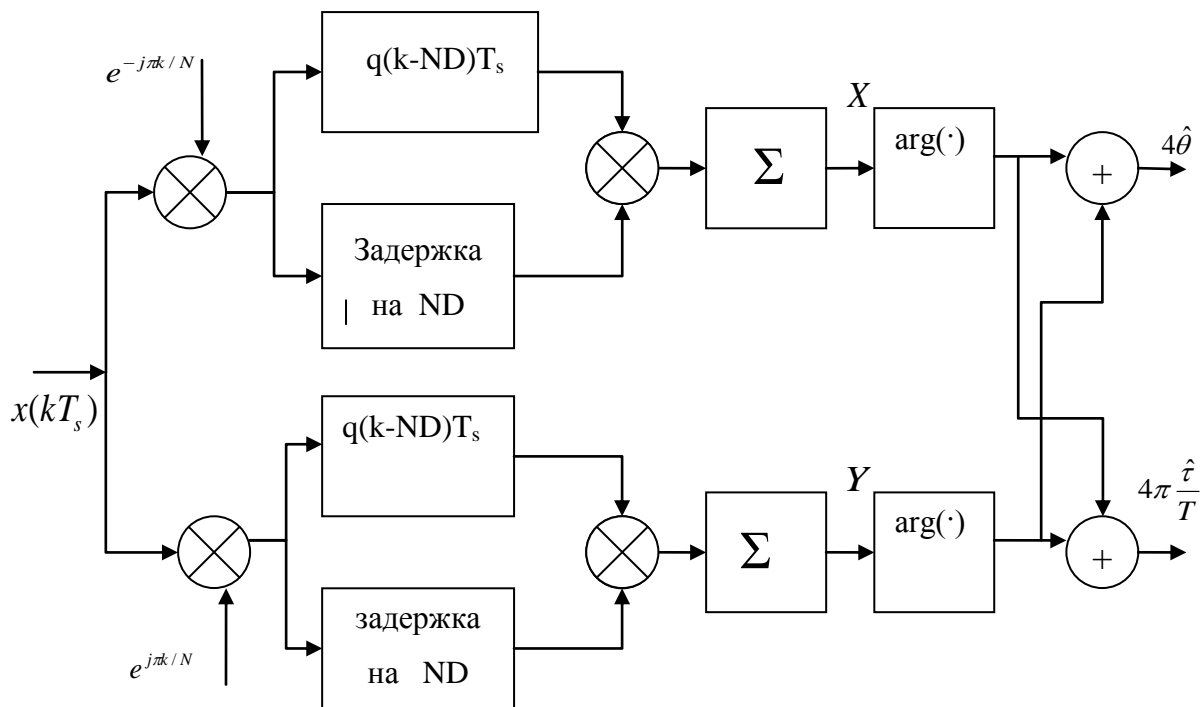 e^{-jπk/N}
q(k-ND)T_s
X
arg(·)
4θ̂
Σ
+
Задержка
на ND
x(kT_s)
q(k-ND)T_s
Y
arg(·)
4π τ̂/T
Σ
+
задержка
на ND
e^{jπk/N}